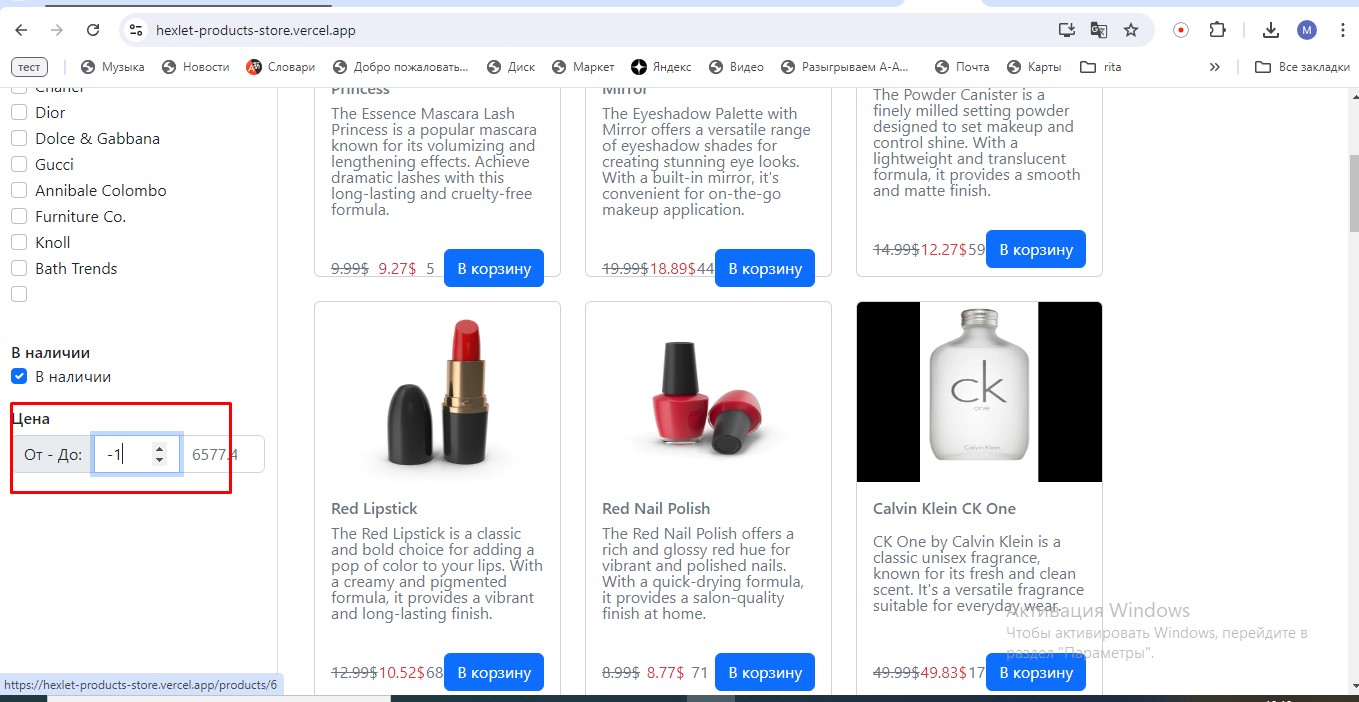 hexlet-products-store.vercel.app
M
тест
Музыка
Новости
Словари
Добро пожаловать...
Диск
Маркет
Яндекс
Видео
Разыгрываем А-А...
Почта
Карты
rita
»
Все закладки
Chanel
Dior
Dolce & Gabbana
Gucci
Annibale Colombo
Furniture Co.
Knoll
Bath Trends
В наличии
В наличии
Цена
От - До:
-1
6577.4
Princess
The Essence Mascara Lash
Princess is a popular mascara
known for its volumizing and
lengthening effects. Achieve
dramatic lashes with this
long-lasting and cruelty-free
formula.
9.99$ 9.27$ 5
В корзину
Mirror
The Eyeshadow Palette with
Mirror offers a versatile range
of eyeshadow shades for
creating stunning eye looks.
With a built-in mirror, it's
convenient for on-the-go
makeup application.
19.99$18.89$44
В корзину
The Powder Canister is a
finely milled setting powder
designed to set makeup and
control shine. With a
lightweight and translucent
formula, it provides a smooth
and matte finish.
14.99$12.27$59
В корзину
Red Lipstick
The Red Lipstick is a classic
and bold choice for adding a
pop of color to your lips. With
a creamy and pigmented
formula, it provides a vibrant
and long-lasting finish.
12.99$10.52$68
В корзину
Red Nail Polish
The Red Nail Polish offers a
rich and glossy red hue for
vibrant and polished nails.
With a quick-drying formula,
it provides a salon-quality
finish at home.
8.99$ 8.77$ 71
В корзину
ck
one
Calvin Klein
Calvin Klein CK One
CK One by Calvin Klein is a
classic unisex fragrance,
known for its fresh and clean
scent. It's a versatile fragrance
suitable for everyday wear.
49.99$49.83$17
В корзину
Активация Windows
Чтобы активировать Windows, перейдите в
раздел "Параметры".
https://hexlet-products-store.vercel.app/products/6